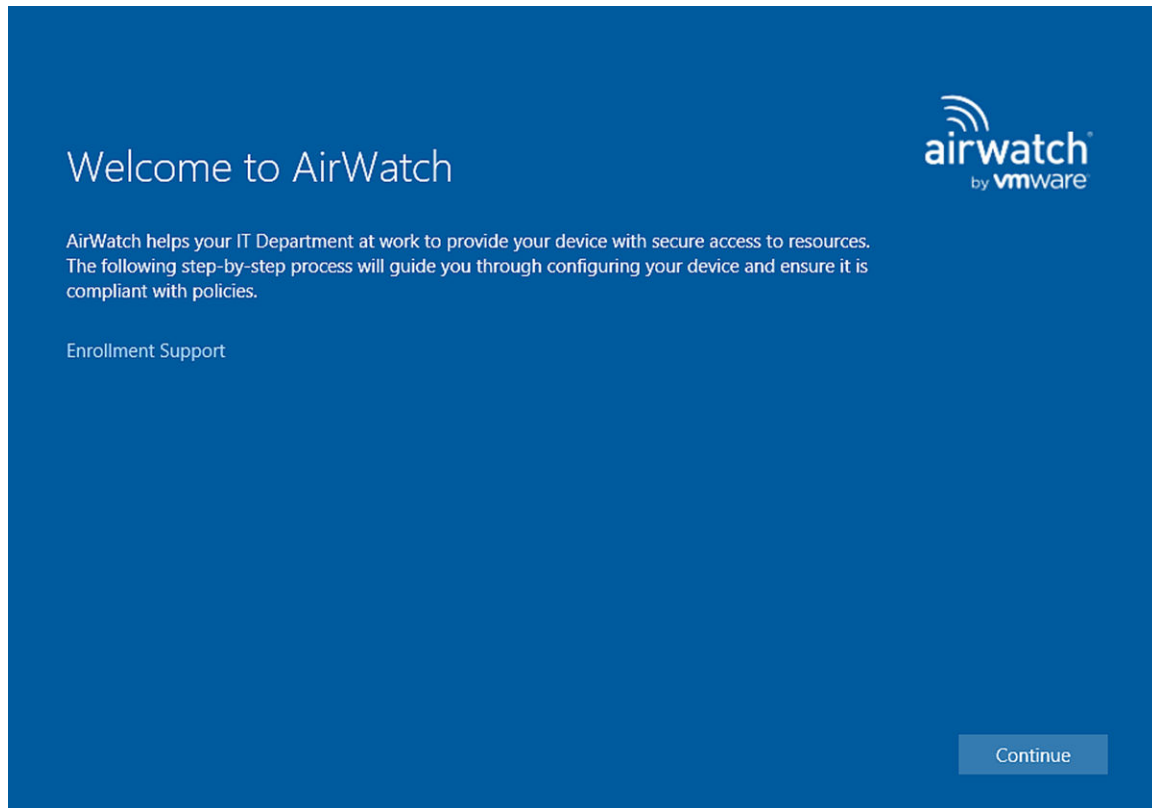 Welcome to AirWatch
airwatch®
by vmware
AirWatch helps your IT Department at work to provide your device with secure access to resources.
The following step-by-step process will guide you through configuring your device and ensure it is
compliant with policies.
Enrollment Support
Continue